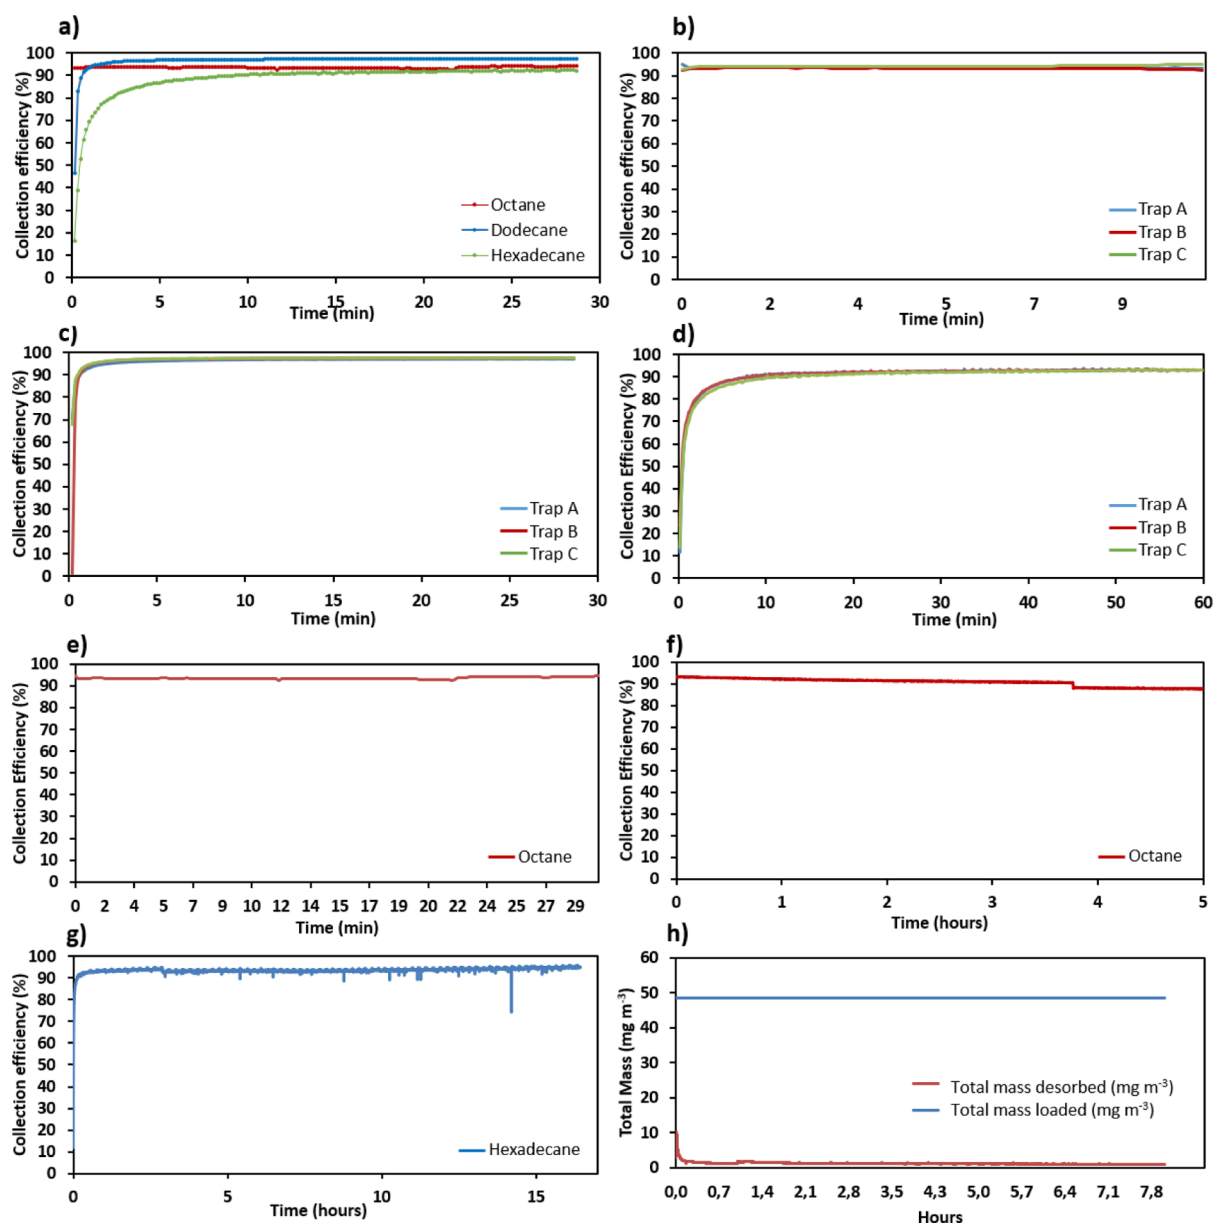 a)
Collection efficiency (%)
100
90
80
70
60
50
40
30
20
10
0
Octane
Dodecane
Hexadecane
0 5 10 15 20 25 30
Time (min)
b)
Collection efficiency (%)
100
90
80
70
60
50
40
30
20
10
0
Trap A
Trap B
Trap C
0 2 4 5 7 9
Time (min)
c)
Collection efficiency (%)
100
90
80
70
60
50
40
30
20
10
0
Trap A
Trap B
Trap C
0 5 10 15 20 25 30
Time (min)
d)
Collection Efficiency (%)
100
90
80
70
60
50
40
30
20
10
0
Trap A
Trap B
Trap C
0 10 20 30 40 50 60
Time (min)
e)
Collection Efficiency (%)
100
90
80
70
60
50
40
30
20
10
0
Octane
0 2 4 5 7 9 10 12 14 15 17 19 20 22 24 25 27 29
Time (min)
f)
Collection Efficiency (%)
100
90
80
70
60
50
40
30
20
10
0
Octane
0 1 2 3 4 5
Time (hours)
g)
Collection efficiency (%)
100
90
80
70
60
50
40
30
20
10
0
Hexadecane
0 5 10 15
Time (hours)
h)
Total Mass (mg m⁻³)
60
50
40
30
20
10
0
Total mass desorbed (mg m⁻³)
Total mass loaded (mg m⁻³)
0,0 0,7 1,4 2,1 2,8 3,5 4,3 5,0 5,7 6,4 7,1 7,8
Hours